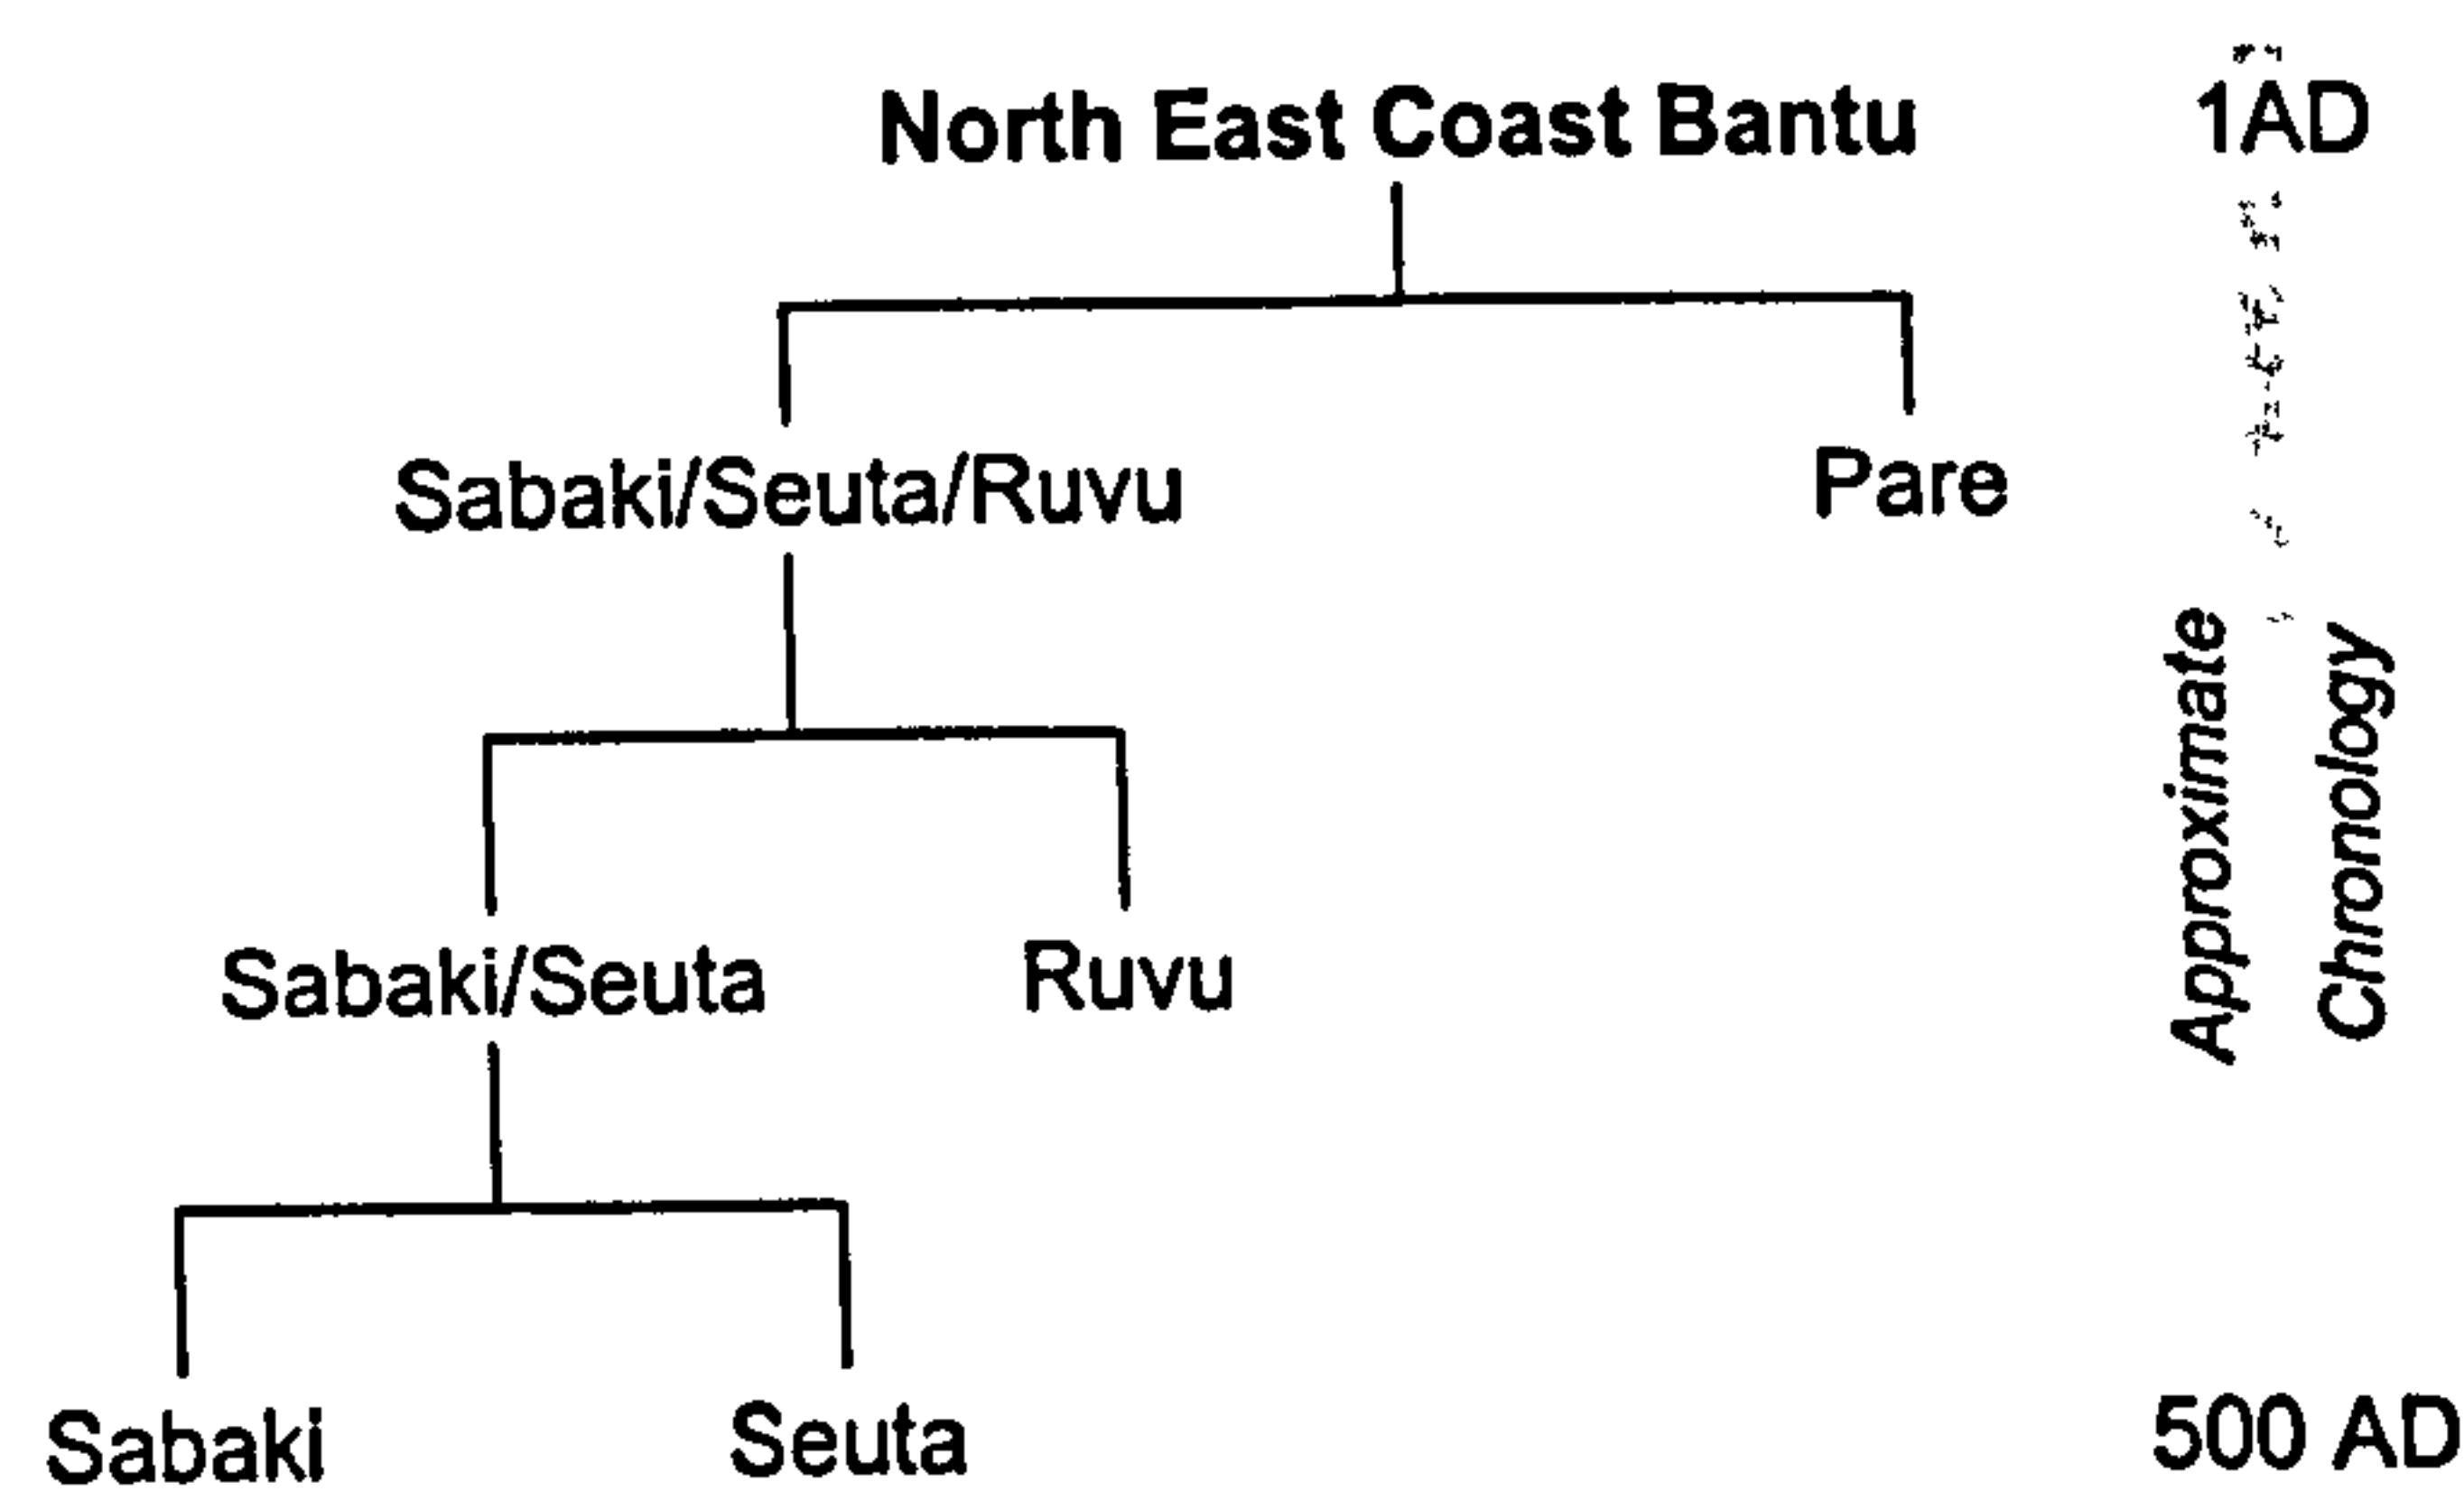 North East Coast Bantu
1AD
Sabaki/Seuta/Ruvu
Pare
Approximate
Chronology
Sabaki/Seuta
Ruvu
Sabaki
Seuta
500 AD